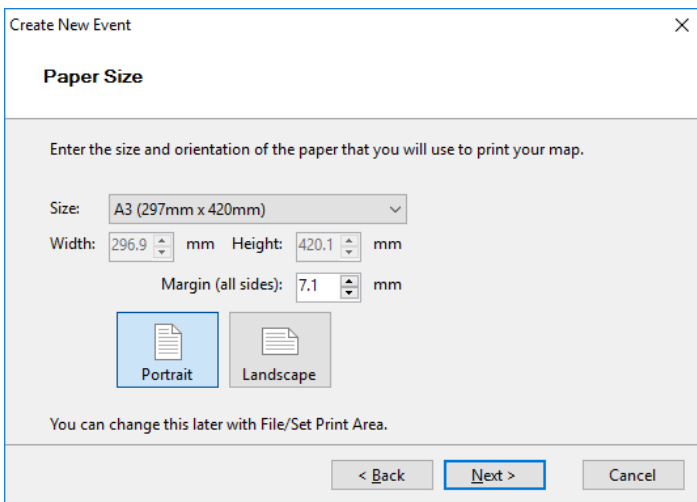 Create New Event
Paper Size
Enter the size and orientation of the paper that you will use to print your map.
Size: A3 (297mm x 420mm)
Width: 296.9 mm Height: 420.1 mm
Margin (all sides): 7.1 mm
Portrait Landscape
You can change this later with File/Set Print Area.
< Back Next > Cancel